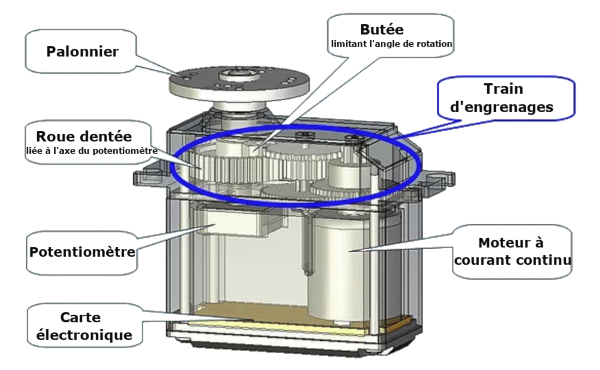 Butée
limitant l'angle de rotation
Palonnier
Train
d'engrenages
Roue dentée
liée à l'axe du potentiomètre
Potentiomètre
Moteur à
courant continu
Carte
électronique